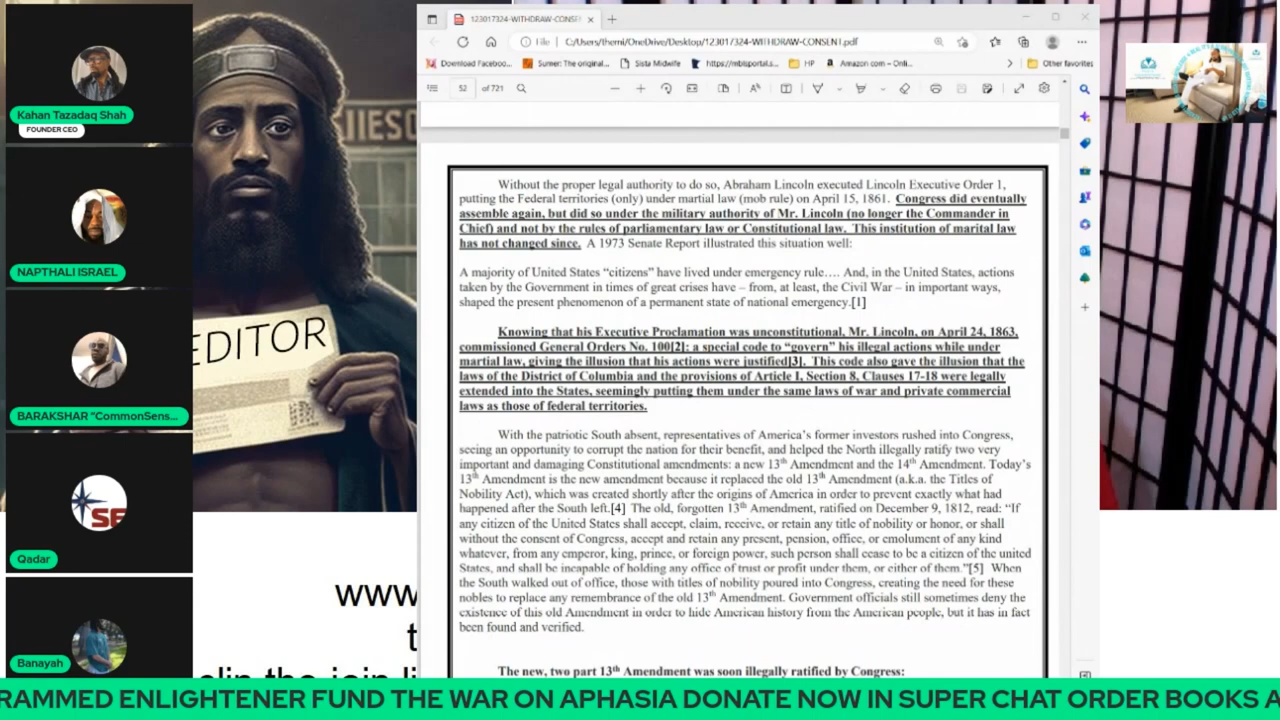 Kahan Tazadaq Shah
FOUNDER CEO
NAPTHALI ISRAEL
BARAKSHAR "CommonSens...
Qadar
Banayah
JIESC
EDITOR
www
t
123017324-WITHDRAW-CONSE
File
C:/Users/themi/OneDrive/Desktop/123017324-WITHDRAW-CONSENT.pdf
Download Faceboo...
Sumer: The original...
Sista Midwife
https://mblsportal.s...
HP
Amazon.com – Onli...
Other favorites
52 of 721
Without the proper legal authority to do so, Abraham Lincoln executed Lincoln Executive Order 1,
putting the Federal territories (only) under martial law (mob rule) on April 15, 1861. Congress did eventually
assemble again, but did so under the military authority of Mr. Lincoln (no longer the Commander in
Chief) and not by the rules of parliamentary law or Constitutional law. This institution of marital law
has not changed since. A 1973 Senate Report illustrated this situation well:
A majority of United States "citizens" have lived under emergency rule…. And, in the United States, actions
taken by the Government in times of great crises have – from, at least, the Civil War – in important ways,
shaped the present phenomenon of a permanent state of national emergency.[1]
Knowing that his Executive Proclamation was unconstitutional, Mr. Lincoln, on April 24, 1863,
commissioned General Orders No. 100[2]; a special code to "govern" his illegal actions while under
martial law, giving the illusion that his actions were justified[3]. This code also gave the illusion that the
laws of the District of Columbia and the provisions of Article I, Section 8, Clauses 17-18 were legally
extended into the States, seemingly putting them under the same laws of war and private commercial
laws as those of federal territories.
With the patriotic South absent, representatives of America's former investors rushed into Congress,
seeing an opportunity to corrupt the nation for their benefit, and helped the North illegally ratify two very
important and damaging Constitutional amendments: a new 13th Amendment and the 14th Amendment. Today's
13th Amendment is the new amendment because it replaced the old 13th Amendment (a.k.a. the Titles of
Nobility Act), which was created shortly after the origins of America in order to prevent exactly what had
happened after the South left.[4] The old, forgotten 13th Amendment, ratified on December 9, 1812, read: "If
any citizen of the United States shall accept, claim, receive, or retain any title of nobility or honor, or shall
without the consent of Congress, accept and retain any present, pension, office, or emolument of any kind
whatever, from any emperor, king, prince, or foreign power, such person shall cease to be a citizen of the united
States, and shall be incapable of holding any office of trust or profit under them, or either of them."[5] When
the South walked out of office, those with titles of nobility poured into Congress, creating the need for these
nobles to replace any remembrance of the old 13th Amendment. Government officials still sometimes deny the
existence of this old Amendment in order to hide American history from the American people, but it has in fact
been found and verified.
The new, two part 13th Amendment was soon illegally ratified by Congress:
RAMMED ENLIGHTENER FUND THE WAR ON APHASIA DONATE NOW IN SUPER CHAT ORDER BOOKS A